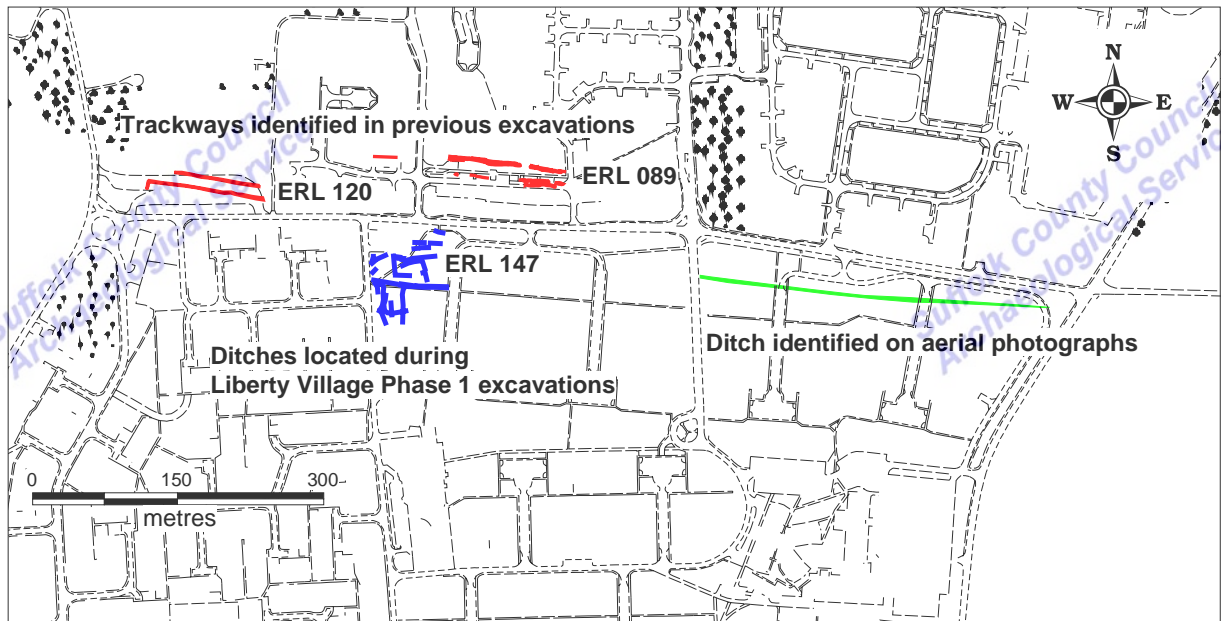 N
W E
S
Suffolk County Council
Archaeological Service
Suffolk County Council
Archaeological Service
Trackways identified in previous excavations
ERL 120
ERL 089
ERL 147
Ditches located during
Liberty Village Phase 1 excavations
Ditch identified on aerial photographs
0 150 300
metres